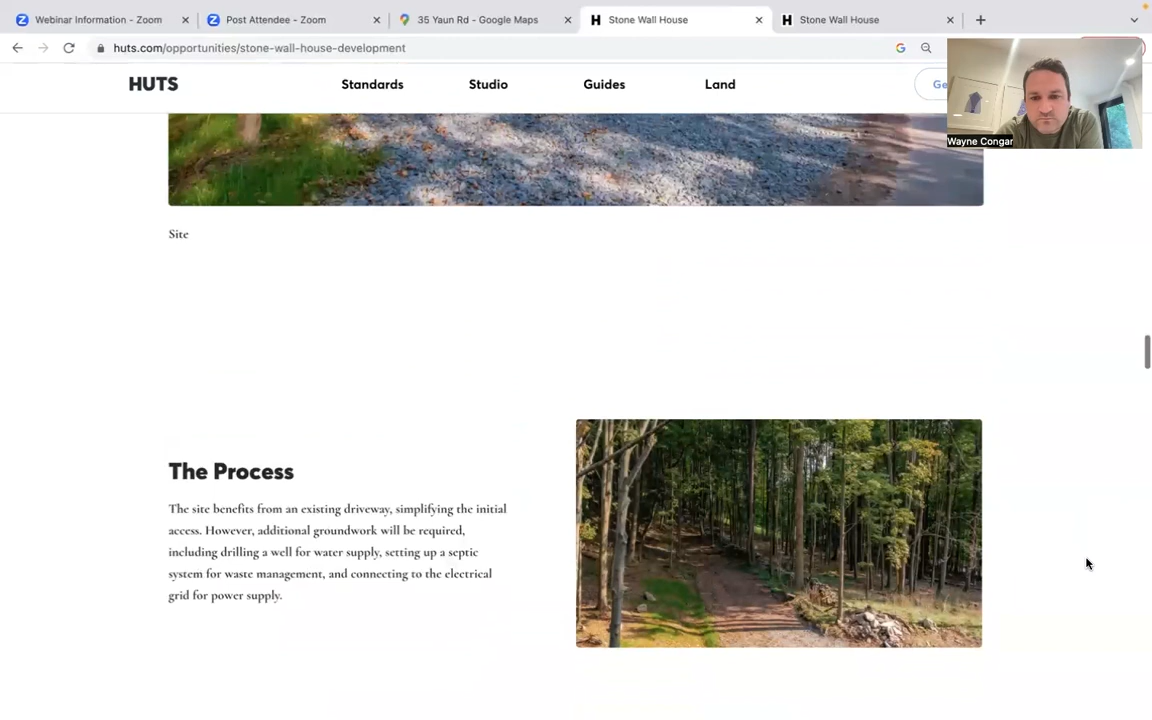 Webinar Information - Zoom
Post Attendee - Zoom
35 Yaun Rd - Google Maps
Stone Wall House
Stone Wall House
huts.com/opportunities/stone-wall-house-development
HUTS
Standards
Studio
Guides
Land
Ge
Wayne Congar
Site
The Process
The site benefits from an existing driveway, simplifying the initial
access. However, additional groundwork will be required,
including drilling a well for water supply, setting up a septic
system for waste management, and connecting to the electrical
grid for power supply.